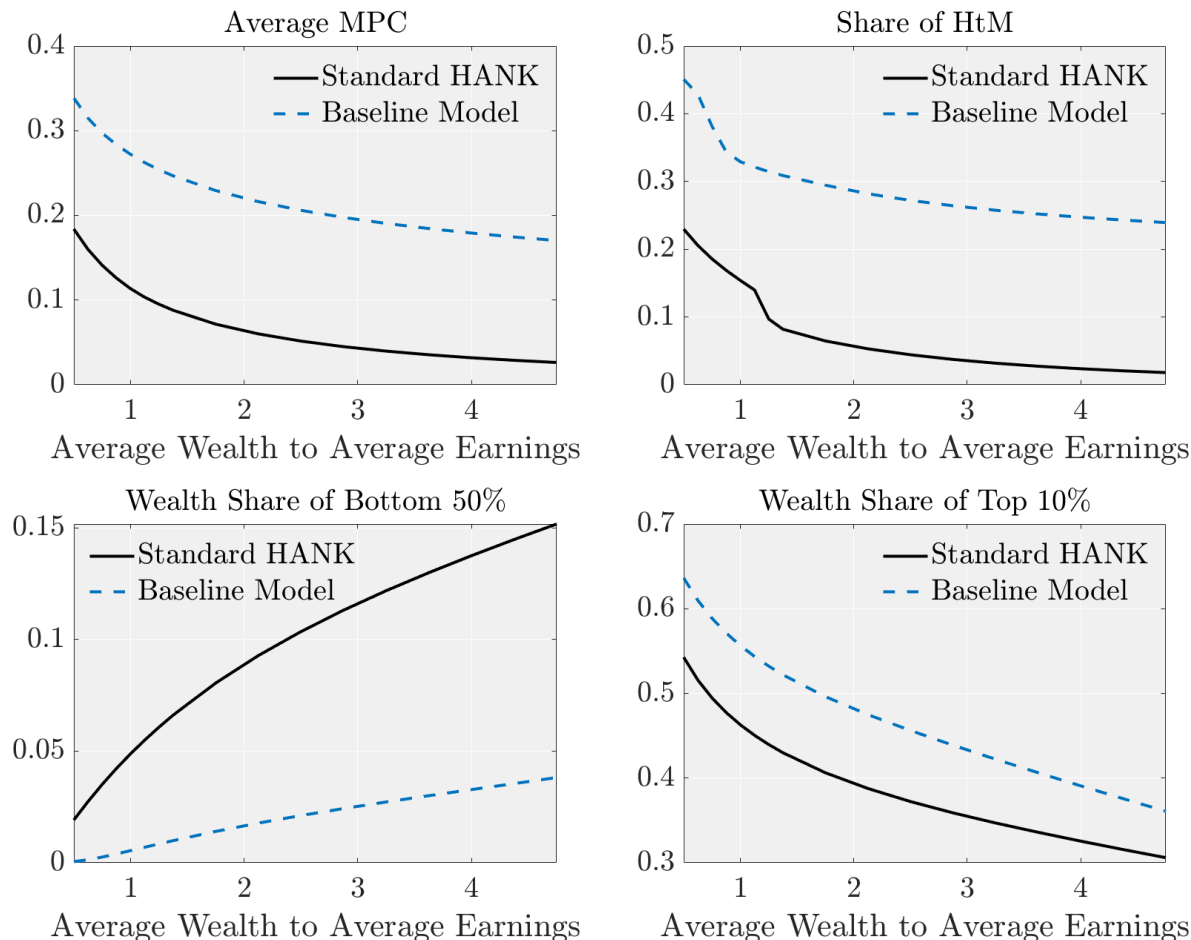 Average MPC
0.4
0.3
0.2
0.1
0
Standard HANK
Baseline Model
1 2 3 4
Average Wealth to Average Earnings
Share of HtM
0.5
0.4
0.3
0.2
0.1
0
Standard HANK
Baseline Model
1 2 3 4
Average Wealth to Average Earnings
Wealth Share of Bottom 50%
0.15
0.1
0.05
0
Standard HANK
Baseline Model
1 2 3 4
Average Wealth to Average Earnings
Wealth Share of Top 10%
0.7
0.6
0.5
0.4
0.3
Standard HANK
Baseline Model
1 2 3 4
Average Wealth to Average Earnings